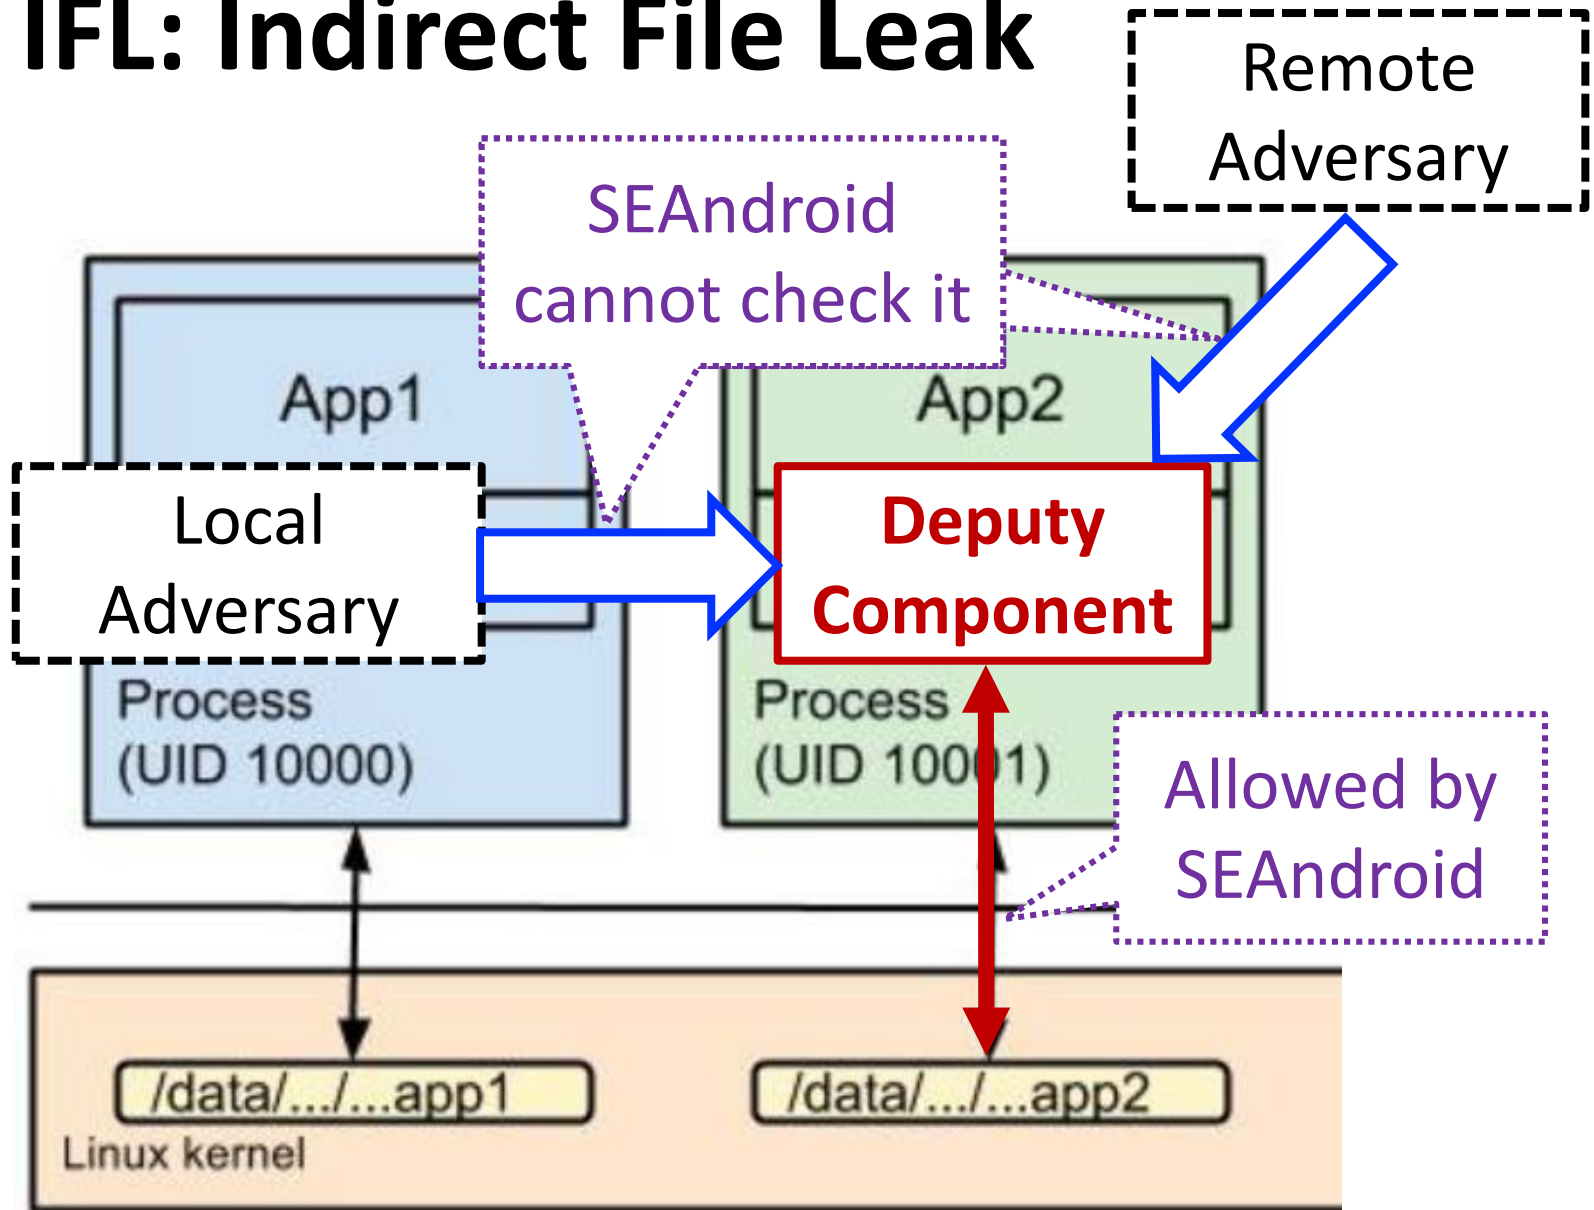 IFL: Indirect File Leak
Remote
Adversary
SEAndroid
cannot check it
App1
App2
Local
Adversary
Deputy
Component
Process
(UID 10000)
Process
(UID 10001)
Allowed by
SEAndroid
/data/.../...app1
/data/.../...app2
Linux kernel